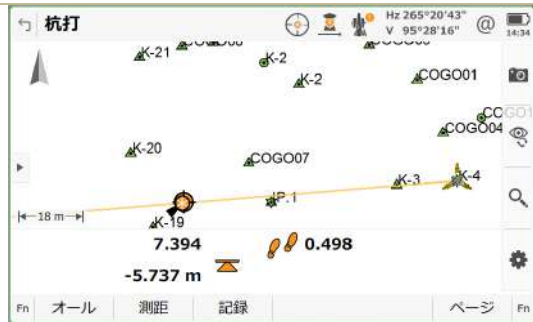 杭打
Hz 265°20'43"
V 95°28'16"
@
14:34
K-21
K-2
K-2
COGO01
COGO04
K-20
COGO07
IP.1
K-3
K-4
18 m
K-19
7.394
0.498
-5.737 m
Fn オール 測距 記録 ページ Fn